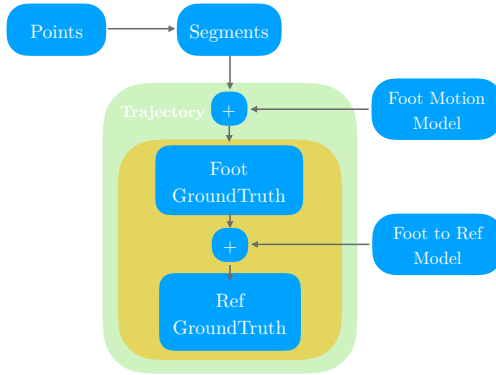 Points
Segments
Trajectory
+
Foot Motion
Model
Foot
GroundTruth
+
Foot to Ref
Model
Ref
GroundTruth